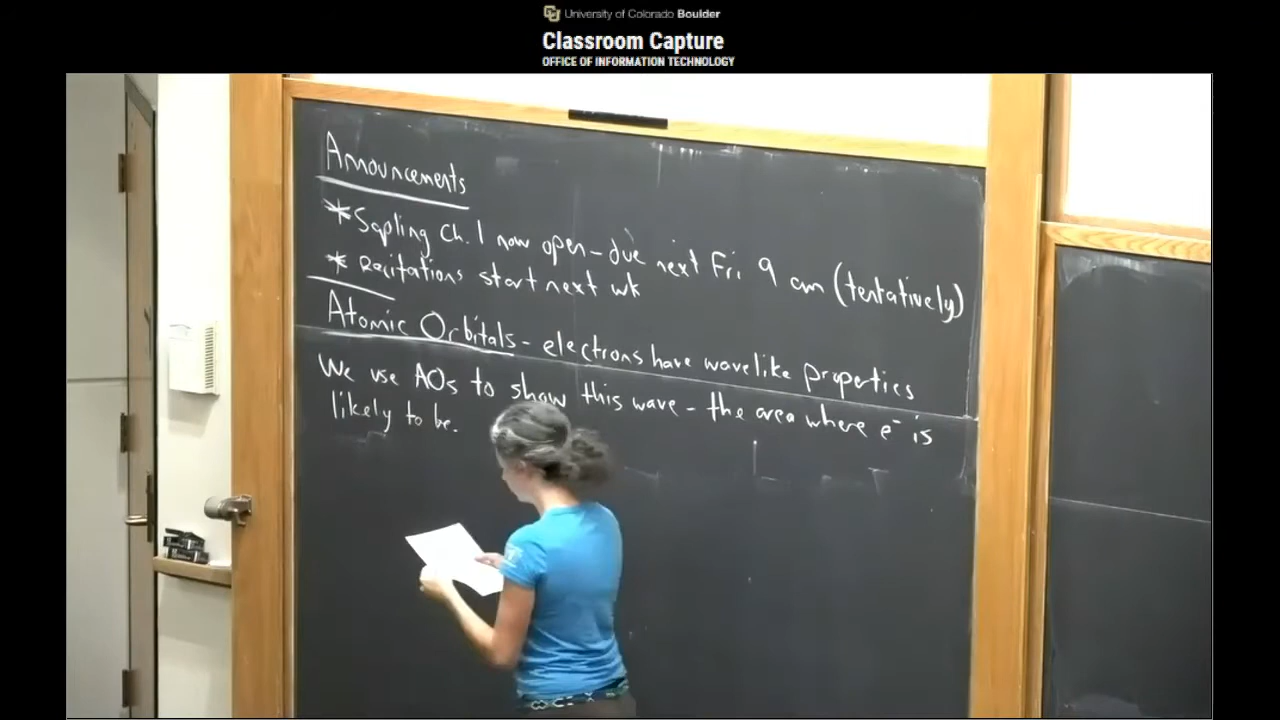 University of Colorado Boulder
Classroom Capture
OFFICE OF INFORMATION TECHNOLOGY
Announcements
* Sapling Ch. 1 now open - due next Fri 9 am (tentatively)
* Recitations start next wk
Atomic Orbitals - electrons have wavelike properties
We use AOs to show this wave - the area where e⁻ is
likely to be.